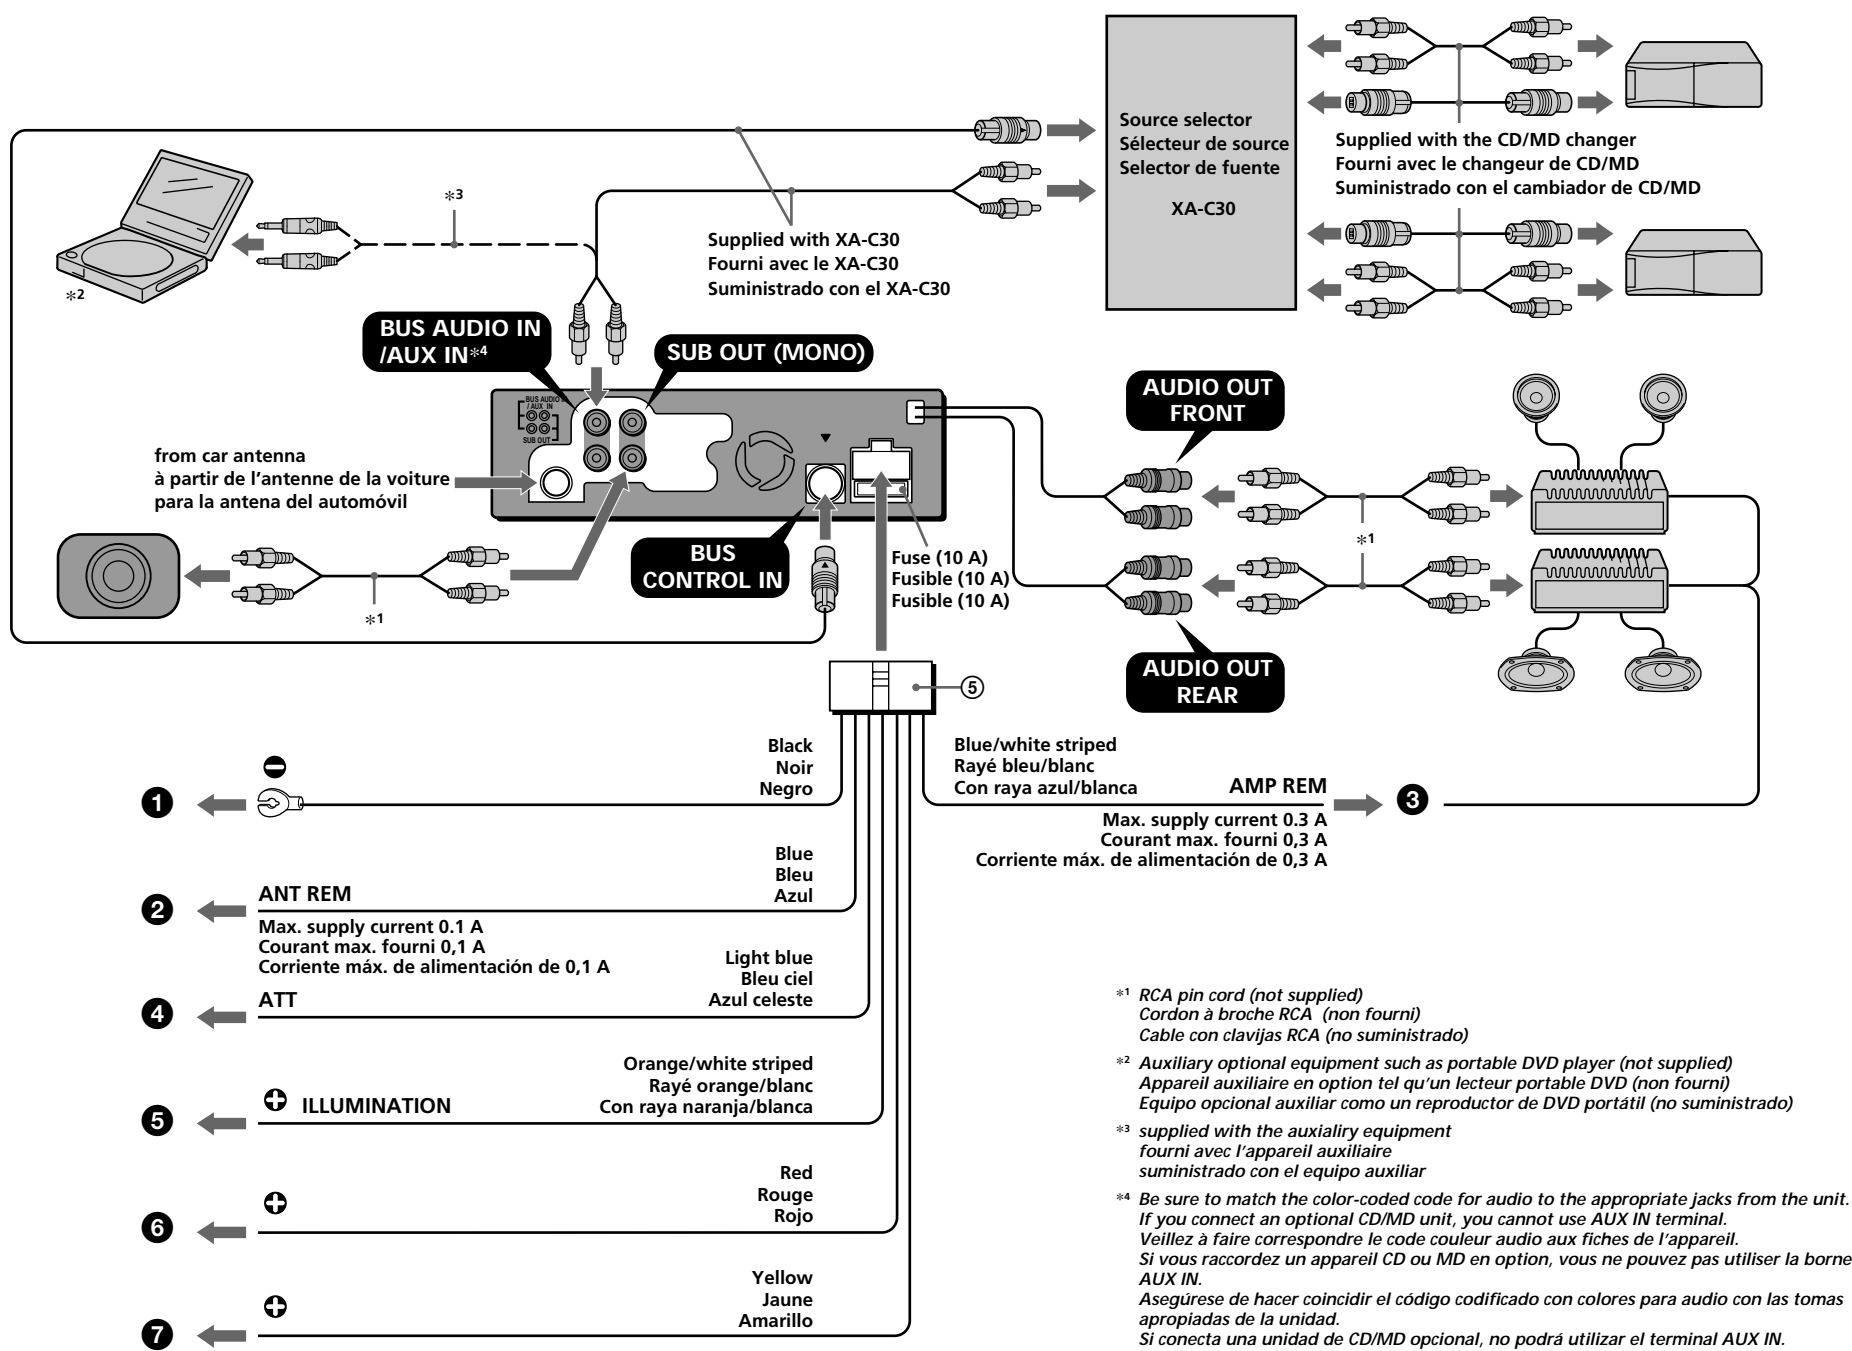 Source selector
Sélecteur de source
Selector de fuente
XA-C30
Supplied with the CD/MD changer
Fourni avec le changeur de CD/MD
Suministrado con el cambiador de CD/MD
*3
*2
Supplied with XA-C30
Fourni avec le XA-C30
Suministrado con el XA-C30
BUS AUDIO IN
/AUX IN*4
SUB OUT (MONO)
BUS AUDIO IN
/ AUX IN
SUB OUT
from car antenna
à partir de l'antenne de la voiture
para la antena del automóvil
AUDIO OUT
FRONT
*1
BUS
CONTROL IN
Fuse (10 A)
Fusible (10 A)
Fusible (10 A)
*1
AUDIO OUT
REAR
5
Black
Noir
Negro
1
Blue/white striped
Rayé bleu/blanc
Con raya azul/blanca
AMP REM
3
Max. supply current 0.3 A
Courant max. fourni 0,3 A
Corriente máx. de alimentación de 0,3 A
Blue
Bleu
Azul
2
ANT REM
Max. supply current 0.1 A
Courant max. fourni 0,1 A
Corriente máx. de alimentación de 0,1 A
Light blue
Bleu ciel
Azul celeste
4
ATT
Orange/white striped
Rayé orange/blanc
Con raya naranja/blanca
5
ILLUMINATION
Red
Rouge
Rojo
6
Yellow
Jaune
Amarillo
7
*1 RCA pin cord (not supplied)
Cordon à broche RCA (non fourni)
Cable con clavijas RCA (no suministrado)
*2 Auxiliary optional equipment such as portable DVD player (not supplied)
Appareil auxiliaire en option tel qu'un lecteur portable DVD (non fourni)
Equipo opcional auxiliar como un reproductor de DVD portátil (no suministrado)
*3 supplied with the auxialiry equipment
fourni avec l'appareil auxiliaire
suministrado con el equipo auxiliar
*4 Be sure to match the color-coded code for audio to the appropriate jacks from the unit.
If you connect an optional CD/MD unit, you cannot use AUX IN terminal.
Veillez à faire correspondre le code couleur audio aux fiches de l'appareil.
Si vous raccordez un appareil CD ou MD en option, vous ne pouvez pas utiliser la borne
AUX IN.
Asegúrese de hacer coincidir el código codificado con colores para audio con las tomas
apropiadas de la unidad.
Si conecta una unidad de CD/MD opcional, no podrá utilizar el terminal AUX IN.